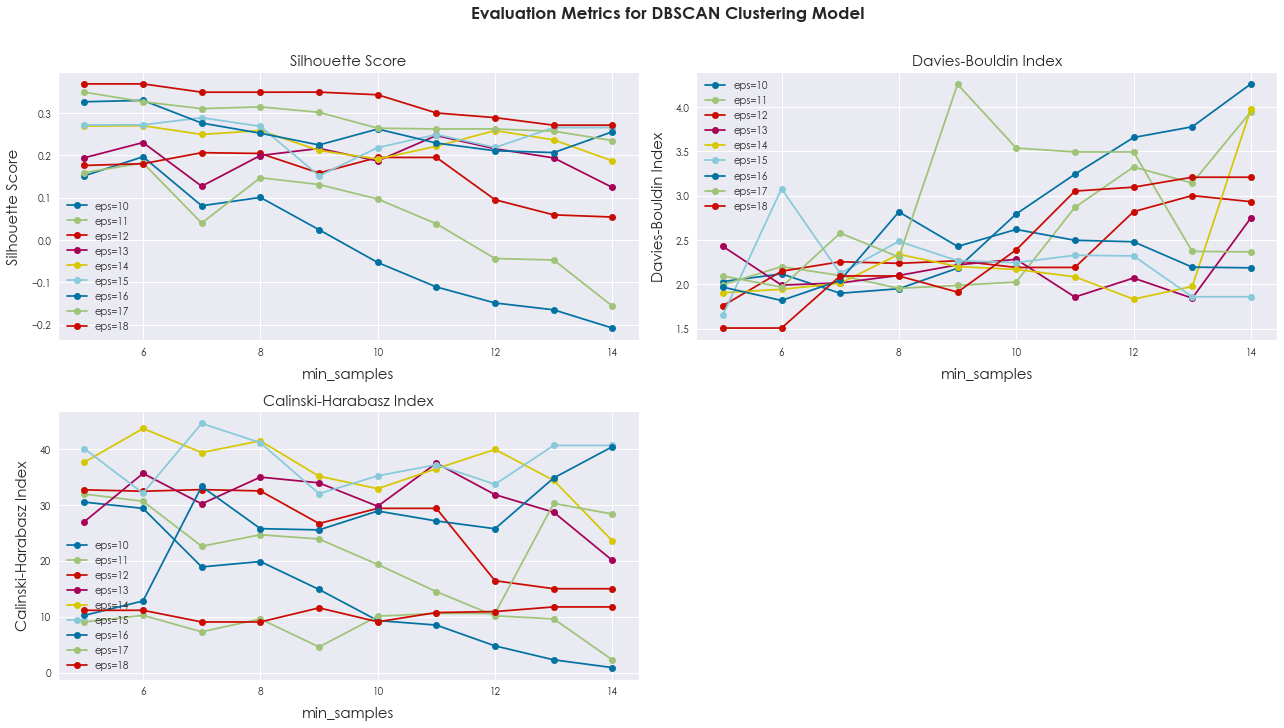 Evaluation Metrics for DBSCAN Clustering Model
Silhouette Score
Silhouette Score
0.3
0.2
0.1
0.0
−0.1
−0.2
eps=10
eps=11
eps=12
eps=13
eps=14
eps=15
eps=16
eps=17
eps=18
6
8
10
12
14
min_samples
Davies-Bouldin Index
Davies-Bouldin Index
4.0
3.5
3.0
2.5
2.0
1.5
eps=10
eps=11
eps=12
eps=13
eps=14
eps=15
eps=16
eps=17
eps=18
6
8
10
12
14
min_samples
Calinski-Harabasz Index
Calinski-Harabasz Index
40
30
20
10
0
eps=10
eps=11
eps=12
eps=13
eps=14
eps=15
eps=16
eps=17
eps=18
6
8
10
12
14
min_samples